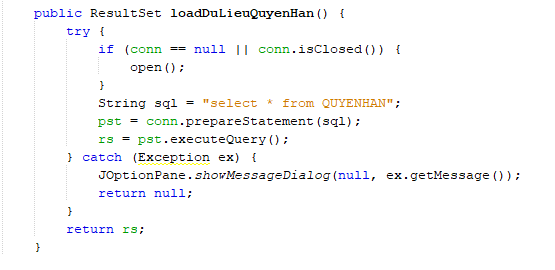 public ResultSet loadDuLieuQuyenHan() {
try {
if (conn == null || conn.isClosed()) {
open();
}
String sql = "select * from QUYENHAN";
pst = conn.prepareStatement(sql);
rs = pst.executeQuery();
} catch (Exception ex) {
JOptionPane.showMessageDialog(null, ex.getMessage());
return null;
}
return rs;
}